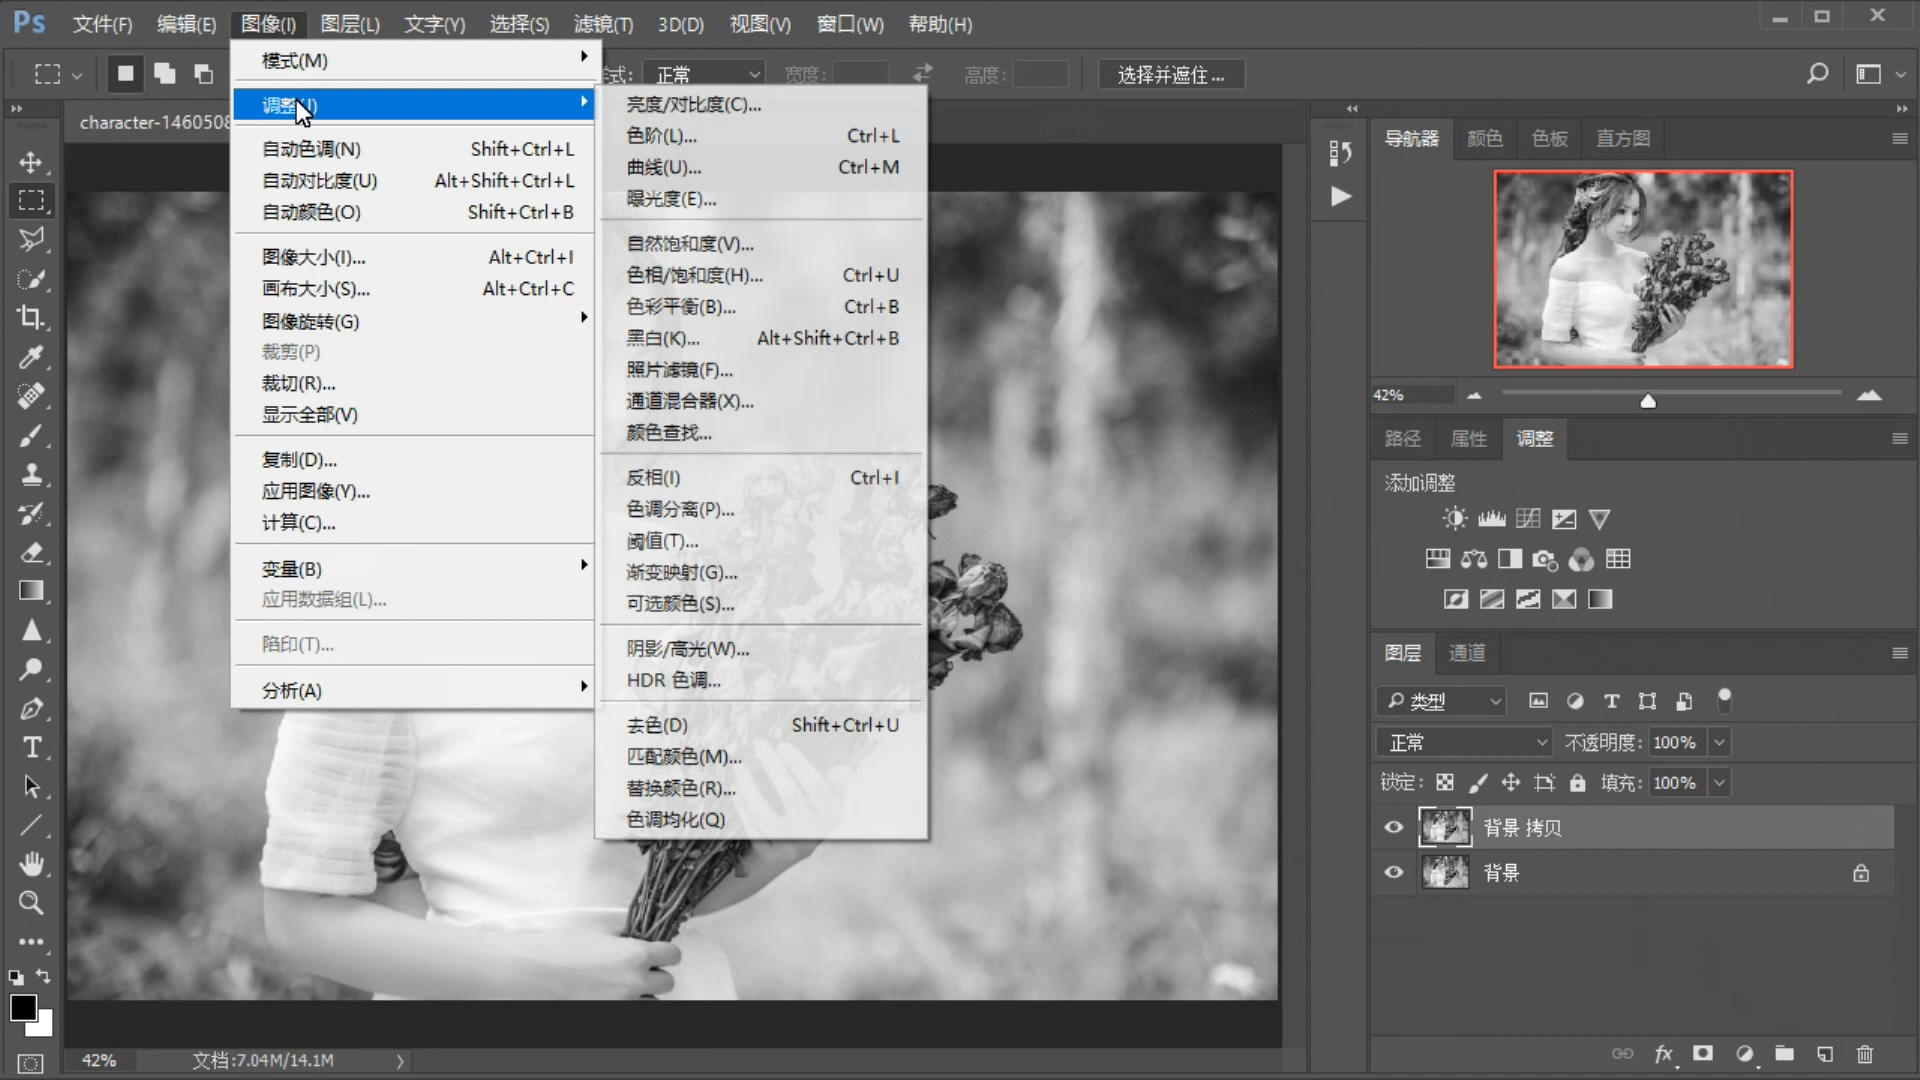 Ps 文件(F) 编辑(E) 图像(I) 图层(L) 文字(Y) 选择(S) 滤镜(T) 3D(D) 视图(V) 窗口(W) 帮助(H)
式: 正常 宽度: 高度: 选择并遮住...
character-1460508
模式(M)
调整(J)
自动色调(N) Shift+Ctrl+L
自动对比度(U) Alt+Shift+Ctrl+L
自动颜色(O) Shift+Ctrl+B
图像大小(I)... Alt+Ctrl+I
画布大小(S)... Alt+Ctrl+C
图像旋转(G)
裁剪(P)
裁切(R)...
显示全部(V)
复制(D)...
应用图像(Y)...
计算(C)...
变量(B)
应用数据组(L)...
陷印(T)...
分析(A)
亮度/对比度(C)...
色阶(L)... Ctrl+L
曲线(U)... Ctrl+M
曝光度(E)...
自然饱和度(V)...
色相/饱和度(H)... Ctrl+U
色彩平衡(B)... Ctrl+B
黑白(K)... Alt+Shift+Ctrl+B
照片滤镜(F)...
通道混合器(X)...
颜色查找...
反相(I) Ctrl+I
色调分离(P)...
阈值(T)...
渐变映射(G)...
可选颜色(S)...
阴影/高光(W)...
HDR 色调...
去色(D) Shift+Ctrl+U
匹配颜色(M)...
替换颜色(R)...
色调均化(Q)
导航器 颜色 色板 直方图
42%
路径 属性 调整
添加调整
图层 通道
类型
正常 不透明度: 100%
锁定: 填充: 100%
背景 拷贝
背景
fx
42% 文档:7.04M/14.1M